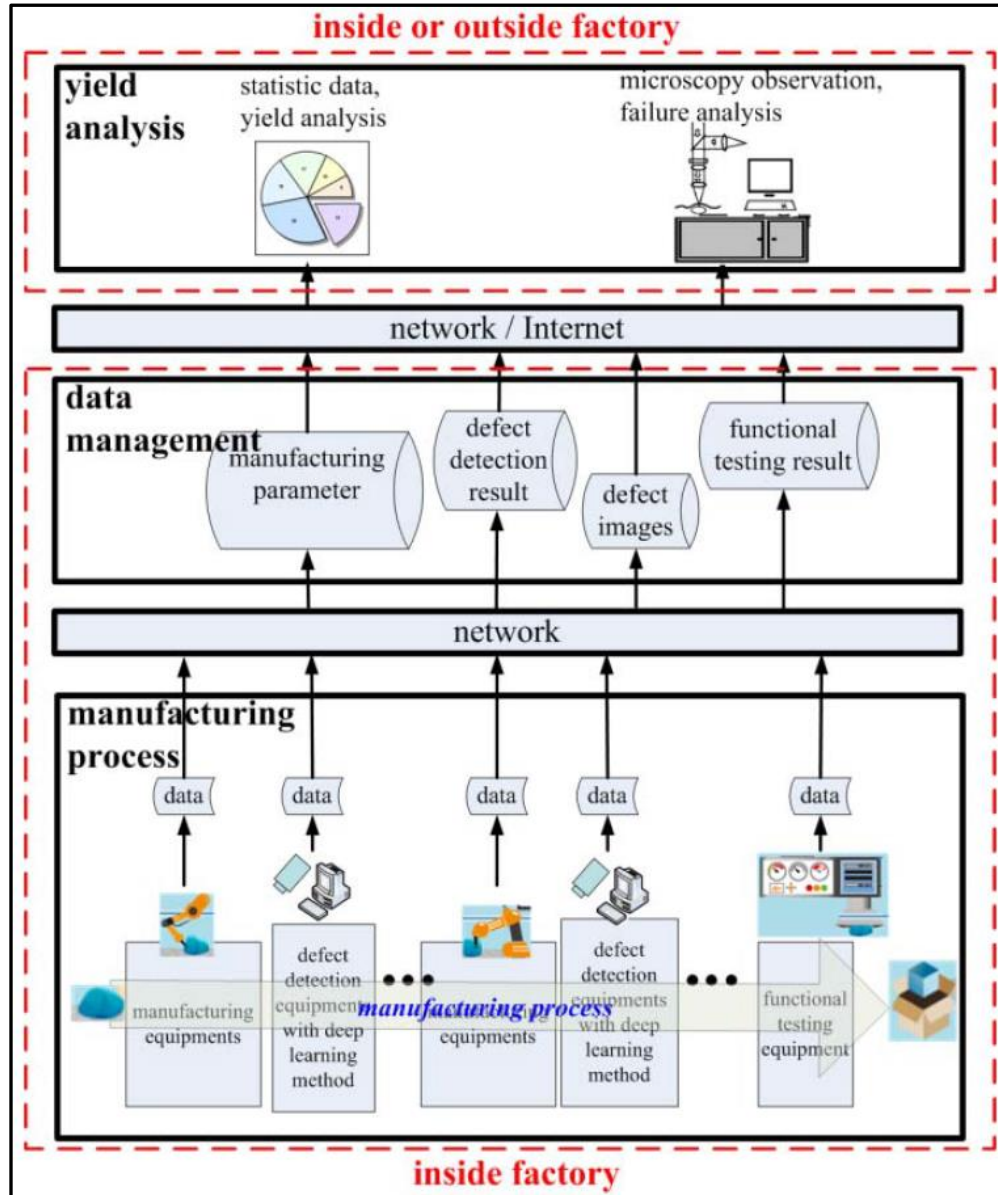 inside or outside factory
yield
analysis
statistic data,
yield analysis
microscopy observation,
failure analysis
network / Internet
data
management
manufacturing
parameter
defect
detection
result
defect
images
functional
testing result
network
manufacturing
process
data
data
data
data
data
manufacturing
equipments
defect
detection
equipments
with deep
learning
method
manufacturing process
manufacturing
equipments
defect
detection
equipments
with deep
learning
method
functional
testing
equipment
inside factory